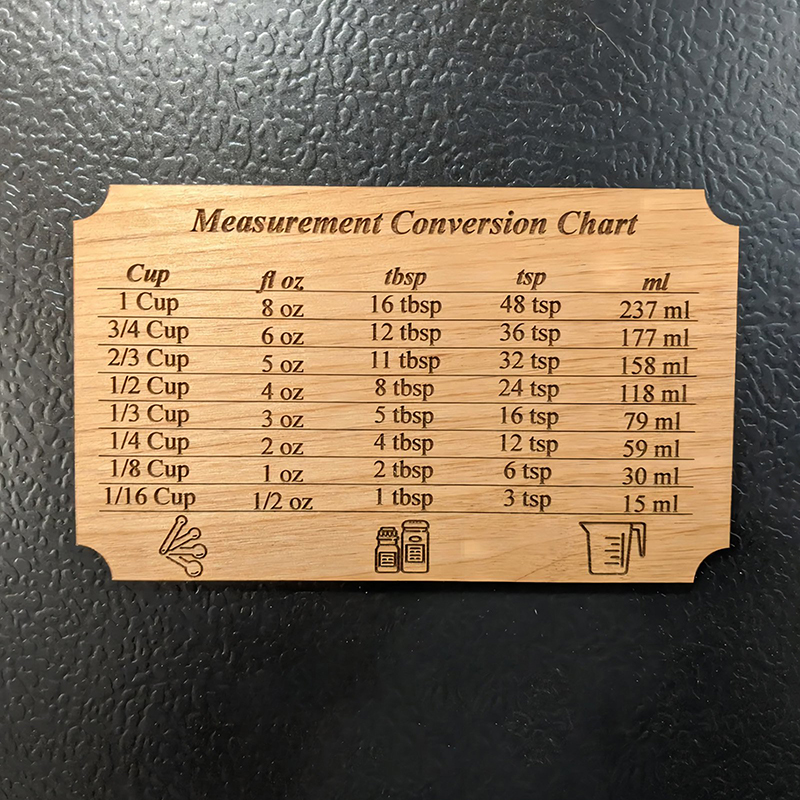 Measurement Conversion Chart
Cup fl oz tbsp tsp ml
1 Cup 8 oz 16 tbsp 48 tsp 237 ml
3/4 Cup 6 oz 12 tbsp 36 tsp 177 ml
2/3 Cup 5 oz 11 tbsp 32 tsp 158 ml
1/2 Cup 4 oz 8 tbsp 24 tsp 118 ml
1/3 Cup 3 oz 5 tbsp 16 tsp 79 ml
1/4 Cup 2 oz 4 tbsp 12 tsp 59 ml
1/8 Cup 1 oz 2 tbsp 6 tsp 30 ml
1/16 Cup 1/2 oz 1 tbsp 3 tsp 15 ml